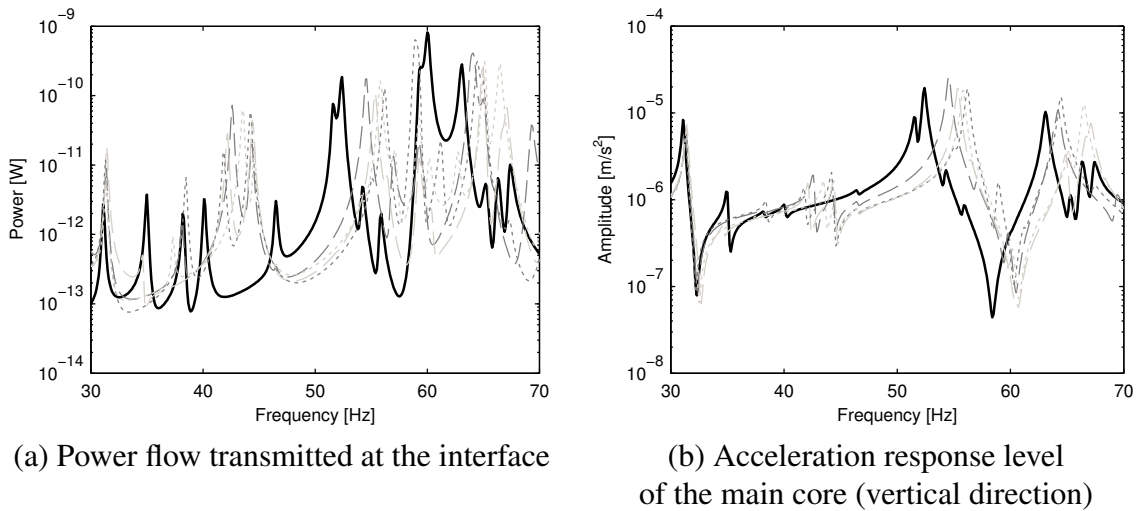 10⁻⁹
10⁻¹⁰
10⁻¹¹
10⁻¹²
10⁻¹³
10⁻¹⁴
Power [W]
30 40 50 60 70
Frequency [Hz]
(a) Power flow transmitted at the interface
10⁻⁴
10⁻⁵
10⁻⁶
10⁻⁷
10⁻⁸
Amplitude [m/s²]
30 40 50 60 70
Frequency [Hz]
(b) Acceleration response level
of the main core (vertical direction)